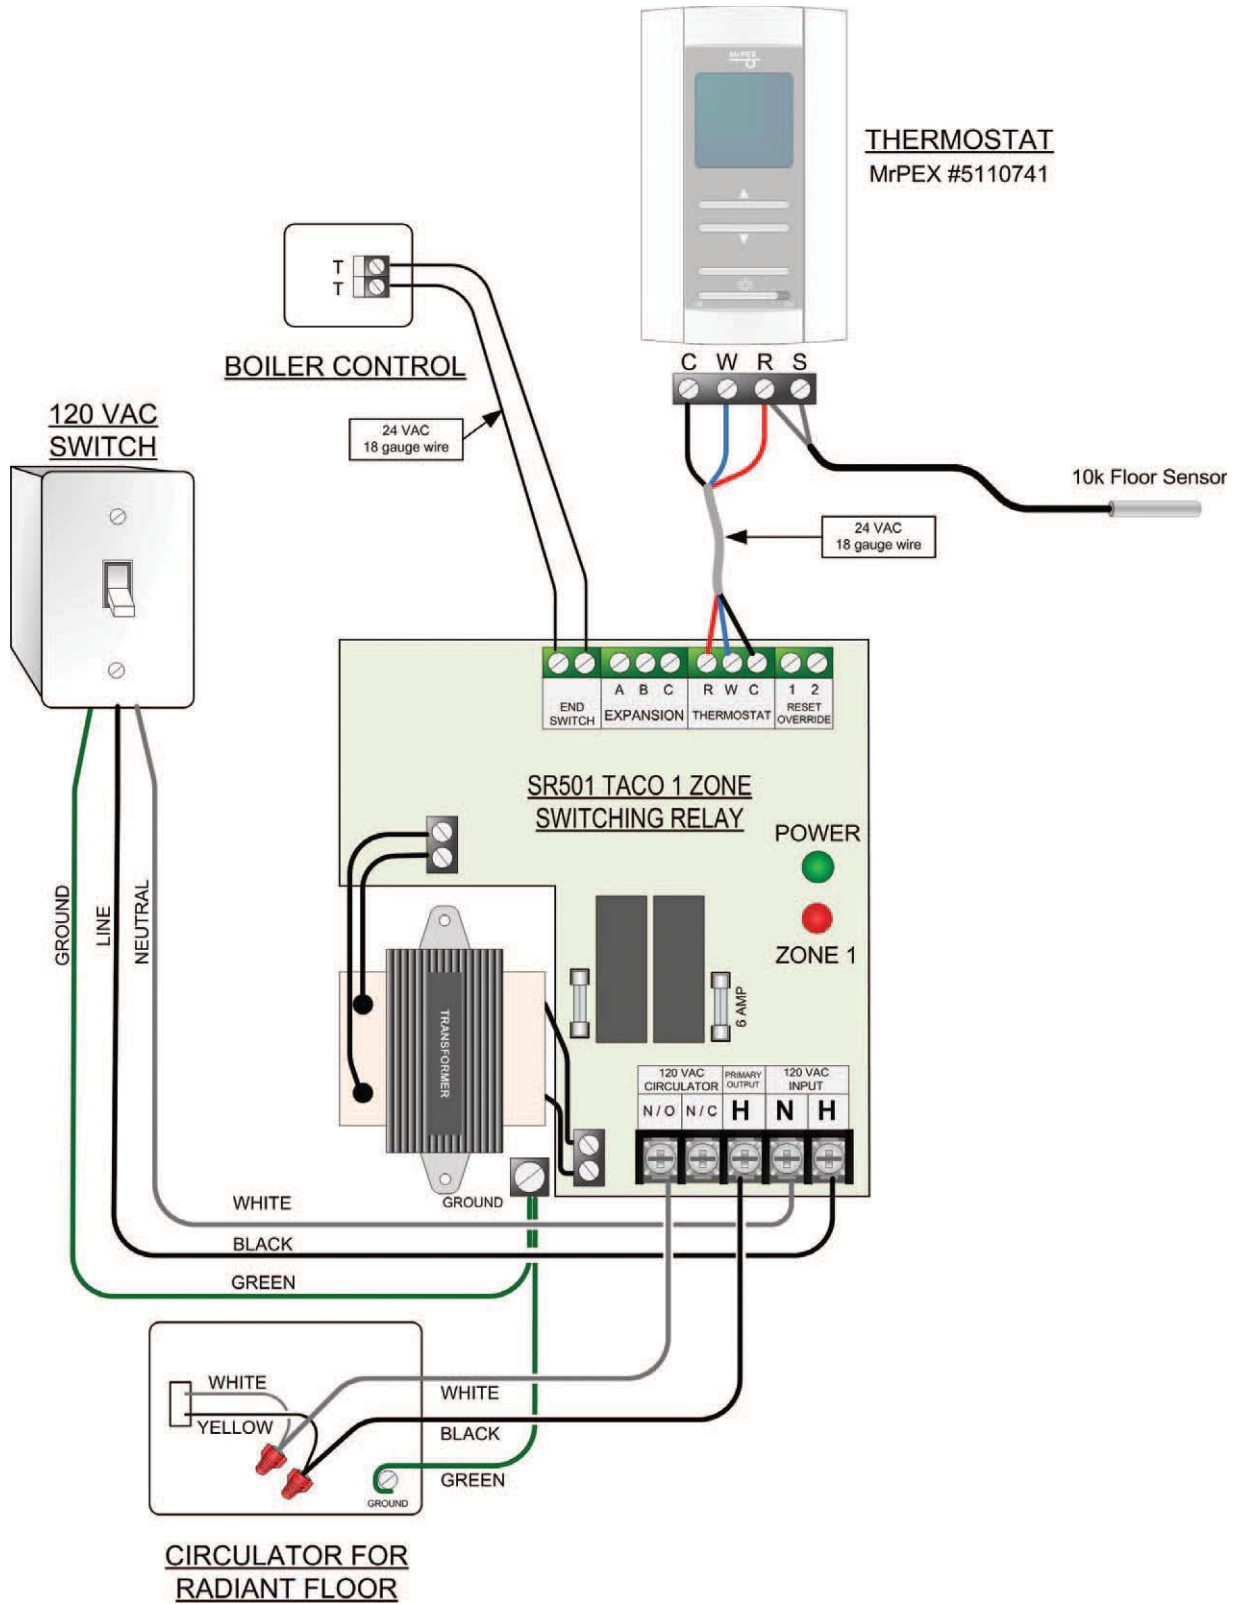 MrPEX
THERMOSTAT
MrPEX #5110741
T
T
BOILER CONTROL
C W R S
120 VAC
SWITCH
24 VAC
18 gauge wire
10k Floor Sensor
24 VAC
18 gauge wire
A B C
R W C
1 2
END
SWITCH
EXPANSION
THERMOSTAT
RESET
OVERRIDE
SR501 TACO 1 ZONE
SWITCHING RELAY
POWER
ZONE 1
GROUND
LINE
NEUTRAL
TRANSFORMER
6 AMP
120 VAC
CIRCULATOR
PRIMARY
OUTPUT
120 VAC
INPUT
N / O
N / C
H
N
H
GROUND
WHITE
BLACK
GREEN
WHITE
YELLOW
WHITE
BLACK
GREEN
GROUND
CIRCULATOR FOR
RADIANT FLOOR